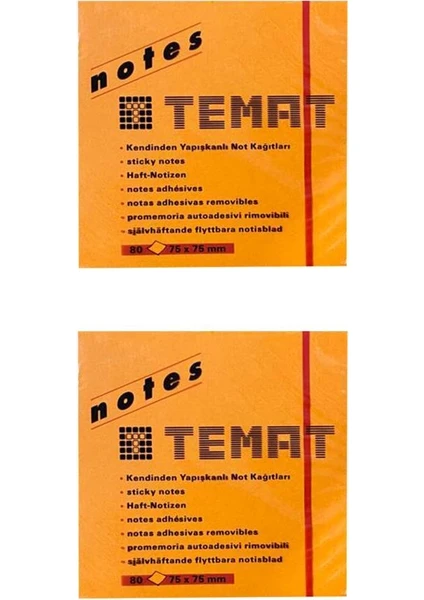 notes
TEMAT
• Kendinden Yapışkanlı Not Kağıtları
• sticky notes
• Haft-Notizen
• notes adhésives
• notas adhesivas removibles
• promemoria autoadesivi rimovibili
• självhäftande flyttbara notisblad
80 75 x 75 mm
notes
TEMAT
• Kendinden Yapışkanlı Not Kağıtları
• sticky notes
• Haft-Notizen
• notes adhésives
• notas adhesivas removibles
• promemoria autoadesivi rimovibili
• självhäftande flyttbara notisblad
80 75 x 75 mm